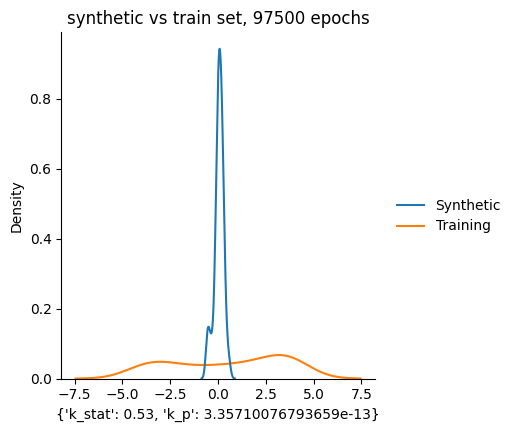 synthetic vs train set, 97500 epochs
Density
0.8
0.6
0.4
0.2
0.0
−7.5 −5.0 −2.5 0.0 2.5 5.0 7.5
{'k_stat': 0.53, 'k_p': 3.35710076793659e-13}
Synthetic
Training